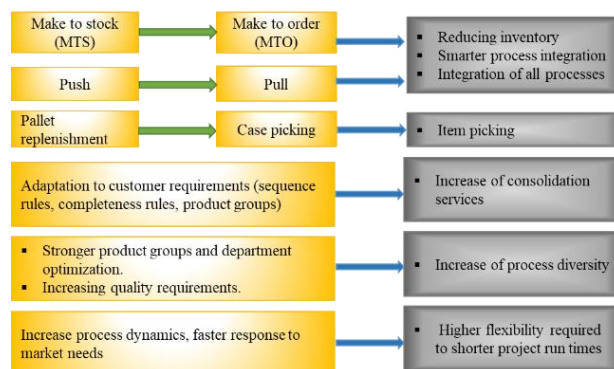 Make to stock
(MTS)
Make to order
(MTO)
▪ Reducing inventory
▪ Smarter process integration
▪ Integration of all processes
Push
Pull
Pallet
replenishment
Case picking
▪ Item picking
Adaptation to customer requirements (sequence
rules, completeness rules, product groups)
▪ Increase of consolidation
services
▪ Stronger product groups and department
optimization.
▪ Increasing quality requirements.
▪ Increase of process diversity
Increase process dynamics, faster response to
market needs
▪ Higher flexibility required
to shorter project run times